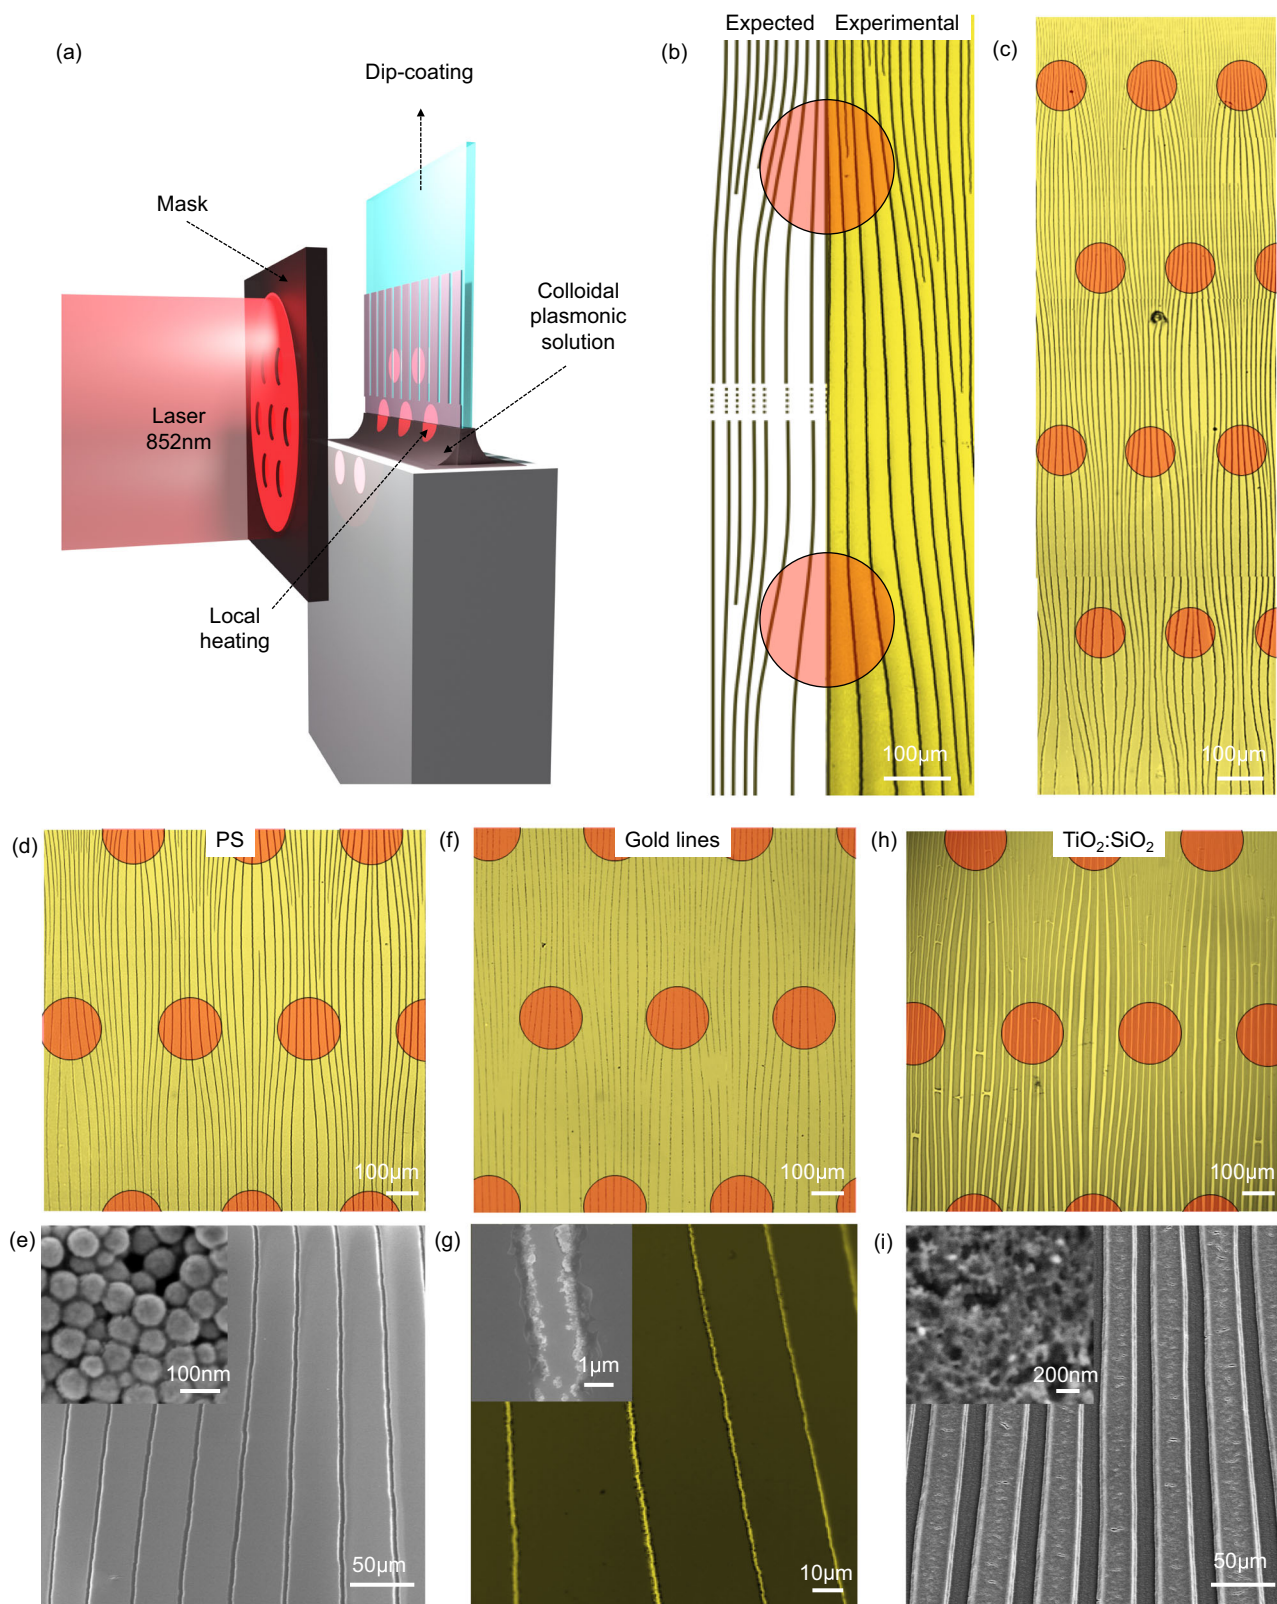 (a)
Dip-coating
Mask
Colloidal
plasmonic
solution
Laser
852nm
Local
heating
(b)
Expected
Experimental
100µm
(c)
100µm
(d)
PS
100µm
(f)
Gold lines
100µm
(h)
TiO₂:SiO₂
100µm
(e)
100nm
50µm
(g)
1µm
10µm
(i)
200nm
50µm